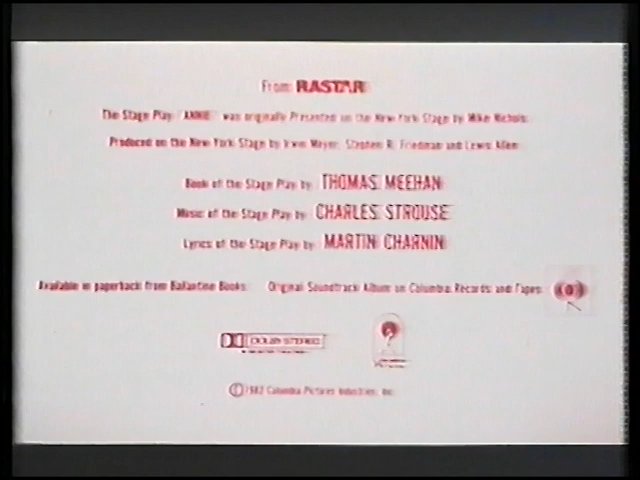 From RASTAR
The Stage Play "ANNIE" was originally Presented on the New York Stage by Mike Nichols
Produced on the New York Stage by Irwin Meyer, Stephen R. Friedman and Lewis Allen
Book of the Stage Play by THOMAS MEEHAN
Music of the Stage Play by CHARLES STROUSE
Lyrics of the Stage Play by MARTIN CHARNIN
Available in paperback from Ballantine Books Original Soundtrack Album on Columbia Records and Tapes
DOLBY STEREO
© 1982 Columbia Pictures Industries, Inc.